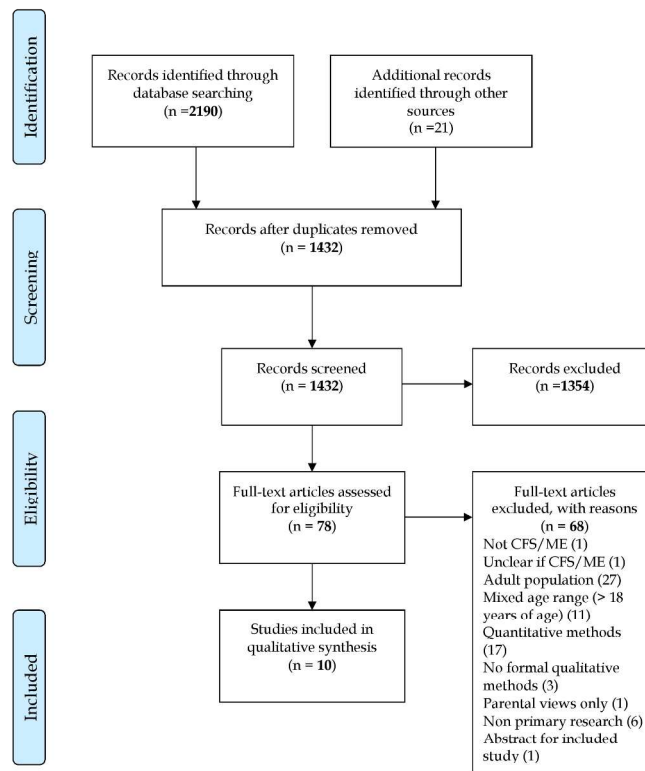 Identification
Records identified through
database searching
(n =2190)
Additional records
identified through other
sources
(n =21)
Screening
Records after duplicates removed
(n = 1432)
Records screened
(n = 1432)
Records excluded
(n =1354)
Eligibility
Full-text articles assessed
for eligibility
(n = 78)
Full-text articles
excluded, with reasons
(n = 68)
Not CFS/ME (1)
Unclear if CFS/ME (1)
Adult population (27)
Mixed age range (> 18
years of age) (11)
Quantitative methods
(17)
No formal qualitative
methods (3)
Parental views only (1)
Non primary research (6)
Abstract for included
study (1)
Included
Studies included in
qualitative synthesis
(n = 10)